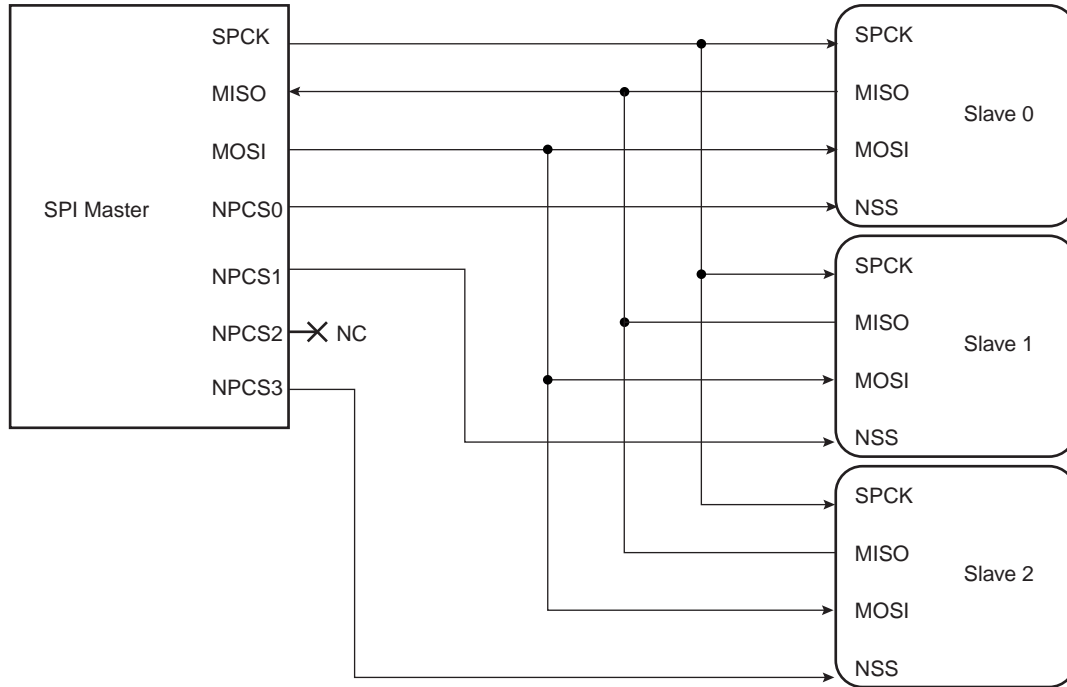 SPI Master
SPCK
MISO
MOSI
NPCS0
NPCS1
NPCS2
NC
NPCS3
SPCK
MISO
Slave 0
MOSI
NSS
SPCK
MISO
Slave 1
MOSI
NSS
SPCK
MISO
Slave 2
MOSI
NSS